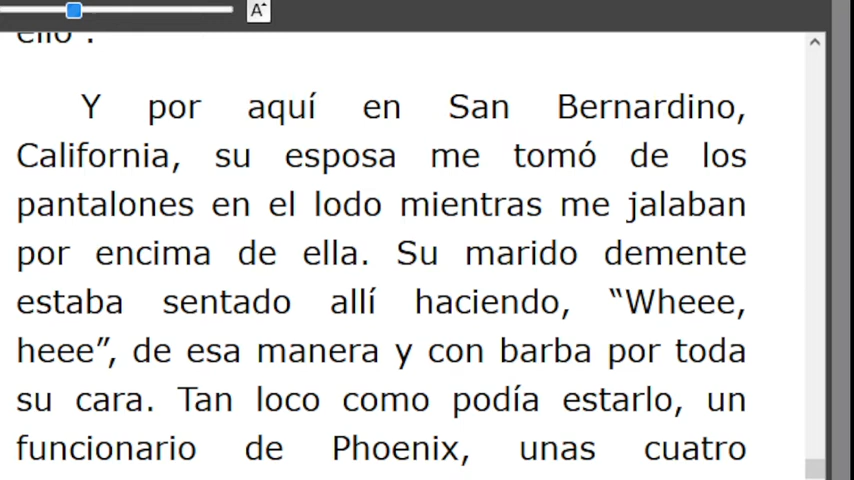 A
ello".
Y por aquí en San Bernardino,
California, su esposa me tomó de los
pantalones en el lodo mientras me jalaban
por encima de ella. Su marido demente
estaba sentado allí haciendo, “Wheee,
heee”, de esa manera y con barba por toda
su cara. Tan loco como podía estarlo, un
funcionario de Phoenix, unas cuatro